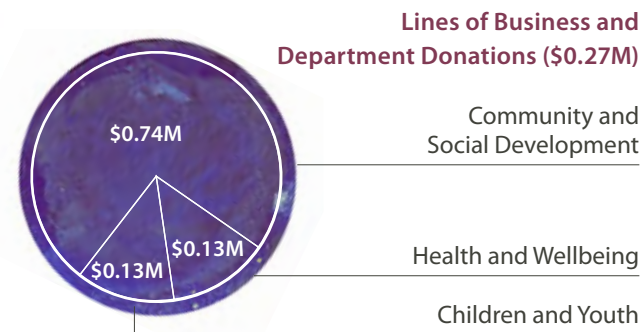 Lines of Business and
Department Donations ($0.27M)
$0.74M
Community and
Social Development
$0.13M
Health and Wellbeing
$0.13M
Children and Youth